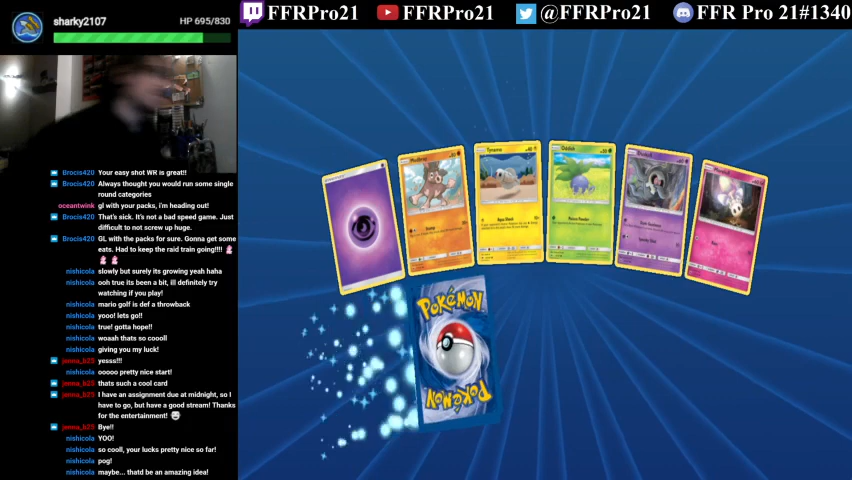 sharky2107 HP 695/830
FFRPro21 FFRPro21 @FFRPro21 FFR Pro 21#1340
Brocis420 Your easy shot WR is great!!
Brocis420 Always thought you would run some single
round categories
oceantwink gl with your packs, i'm heading out!
Brocis420 That's sick. It's not a bad speed game. Just
difficult to not screw up huge.
Brocis420 GL with the packs for sure. Gonna get some
eats. Had to keep the raid train going!!!!
nishicola slowly but surely its growing yeah haha
nishicola ooh true its been a bit, ill definitely try
watching if you play!
nishicola mario golf is def a throwback
nishicola yooo! lets go!!
nishicola true! gotta hope!!
nishicola woaah thats so coooll
nishicola giving you my luck!
jenna_b25 yesss!!!
nishicola ooooo pretty nice start!
jenna_b25 thats such a cool card
jenna_b25 I have an assignment due at midnight, so I
have to go, but have a good stream! Thanks
for the entertainment!
jenna_b25 Bye!!
nishicola YOO!
nishicola so cooll, your lucks pretty nice so far!
nishicola pog!
nishicola maybe... thatd be an amazing idea!
Tynamo
Oddish
POKéMON
POKéMON